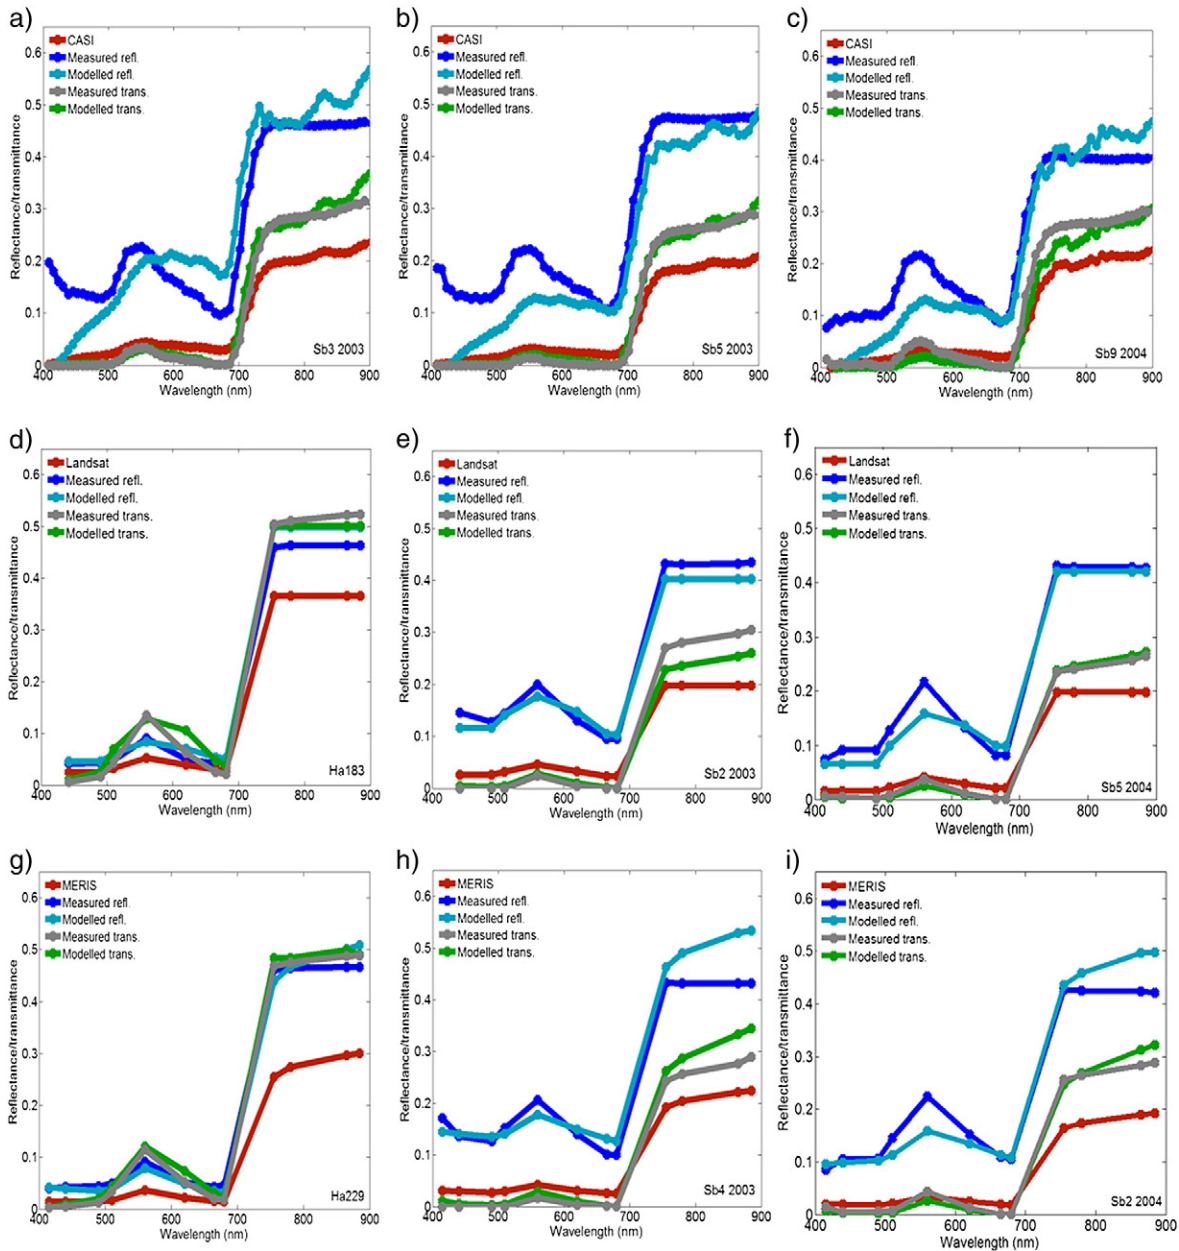 a)
CASI
Measured refl.
Modelled refl.
Measured trans.
Modelled trans.
Reflectance/transmittance
0.6
0.5
0.4
0.3
0.2
0.1
0
400 500 600 700 800 900
Wavelength (nm)
Sb3 2003
b)
CASI
Measured refl.
Modelled refl.
Measured trans.
Modelled trans.
Reflectance/transmittance
0.6
0.5
0.4
0.3
0.2
0.1
0
400 500 600 700 800 900
Wavelength (nm)
Sb5 2003
c)
CASI
Measured refl.
Modelled refl.
Measured trans.
Modelled trans.
Reflectance/transmittance
0.6
0.5
0.4
0.3
0.2
0.1
0
400 500 600 700 800 900
Wavelength (nm)
Sb9 2004
d)
Landsat
Measured refl.
Modelled refl.
Measured trans.
Modelled trans.
Reflectance/transmittance
0.6
0.5
0.4
0.3
0.2
0.1
0
400 500 600 700 800 900
Wavelength (nm)
Ha183
e)
Landsat
Measured refl.
Modelled refl.
Measured trans.
Modelled trans.
Reflectance/transmittance
0.6
0.5
0.4
0.3
0.2
0.1
0
400 500 600 700 800 900
Wavelength (nm)
Sb2 2003
f)
Landsat
Measured refl.
Modelled refl.
Measured trans.
Modelled trans.
Reflectance/transmittance
0.6
0.5
0.4
0.3
0.2
0.1
0
400 500 600 700 800 900
Wavelength (nm)
Sb5 2004
g)
MERIS
Measured refl.
Modelled refl.
Measured trans.
Modelled trans.
Reflectance/transmittance
0.6
0.5
0.4
0.3
0.2
0.1
0
400 500 600 700 800 900
Wavelength (nm)
Ha229
h)
MERIS
Measured refl.
Modelled refl.
Measured trans.
Modelled trans.
Reflectance/transmittance
0.6
0.5
0.4
0.3
0.2
0.1
0
400 500 600 700 800 900
Wavelength (nm)
Sb4 2003
i)
MERIS
Measured refl.
Modelled refl.
Measured trans.
Modelled trans.
Reflectance/transmittance
0.6
0.5
0.4
0.3
0.2
0.1
0
400 500 600 700 800 900
Wavelength (nm)
Sb2 2004